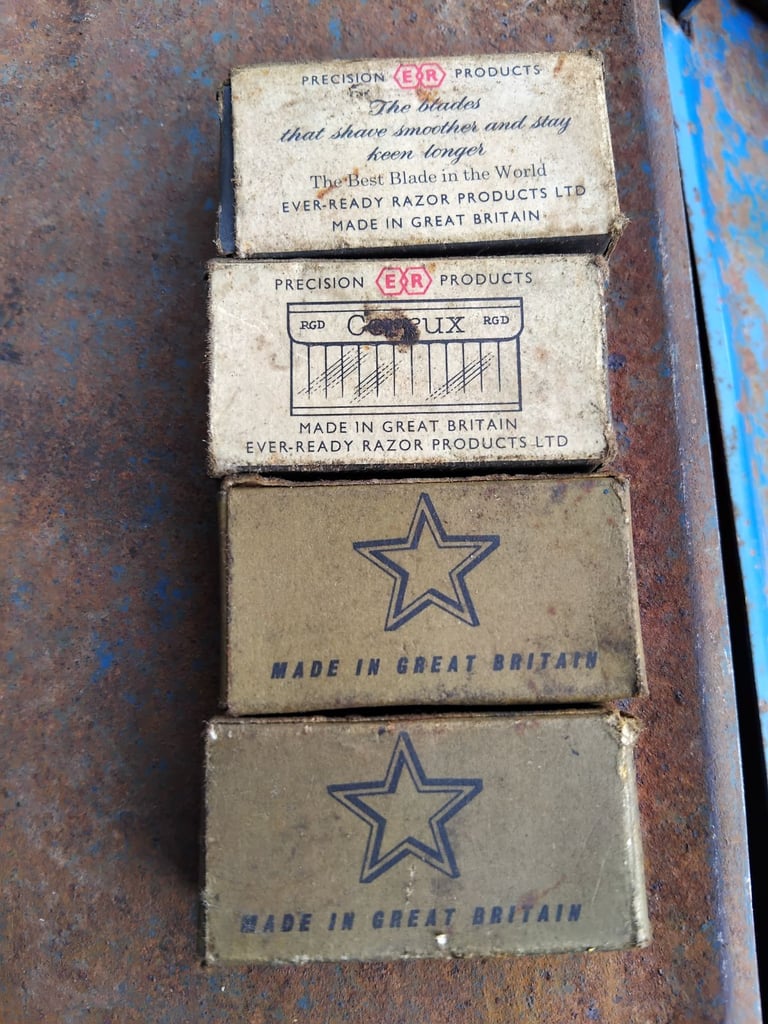 PRECISION ER PRODUCTS
The blades
that shave smoother and stay
keen longer
The Best Blade in the World
EVER-READY RAZOR PRODUCTS LTD
MADE IN GREAT BRITAIN
PRECISION ER PRODUCTS
RGD RGD
MADE IN GREAT BRITAIN
EVER-READY RAZOR PRODUCTS LTD
MADE IN GREAT BRITAIN
MADE IN GREAT BRITAIN